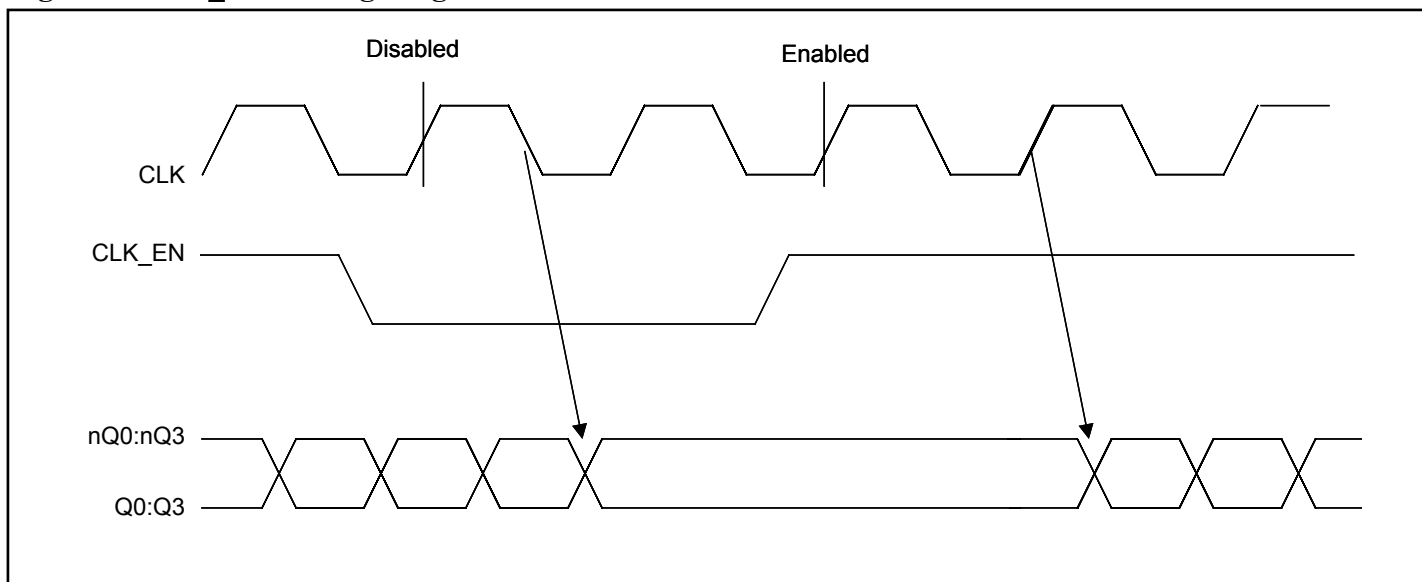 Disabled
Enabled
CLK
CLK_EN
nQ0:nQ3
Q0:Q3